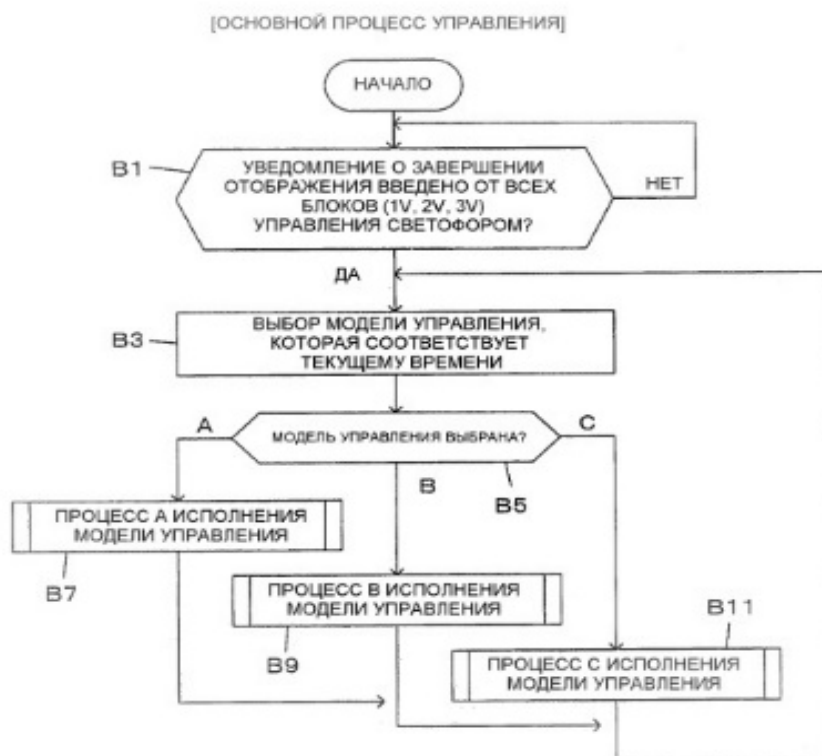 [ОСНОВНОЙ ПРОЦЕСС УПРАВЛЕНИЯ]
НАЧАЛО
B1
УВЕДОМЛЕНИЕ О ЗАВЕРШЕНИИ
ОТОБРАЖЕНИЯ ВВЕДЕНО ОТ ВСЕХ
БЛОКОВ (1V, 2V, 3V)
УПРАВЛЕНИЯ СВЕТОФОРОМ?
НЕТ
ДА
B3
ВЫБОР МОДЕЛИ УПРАВЛЕНИЯ,
КОТОРАЯ СООТВЕТСТВУЕТ
ТЕКУЩЕМУ ВРЕМЕНИ
A
МОДЕЛЬ УПРАВЛЕНИЯ ВЫБРАНА?
C
B
B5
ПРОЦЕСС А ИСПОЛНЕНИЯ
МОДЕЛИ УПРАВЛЕНИЯ
B7
ПРОЦЕСС В ИСПОЛНЕНИЯ
МОДЕЛИ УПРАВЛЕНИЯ
B9
B11
ПРОЦЕСС С ИСПОЛНЕНИЯ
МОДЕЛИ УПРАВЛЕНИЯ